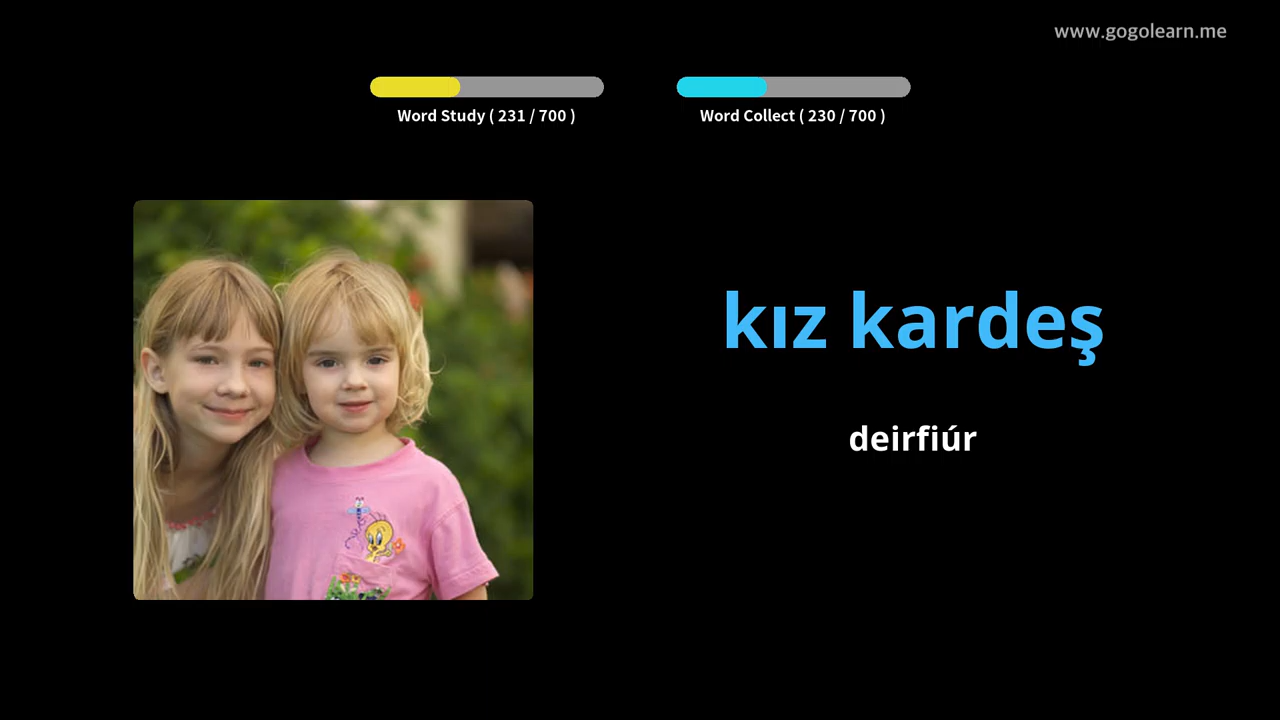 www.gogolearn.me
Word Study ( 231 / 700 )
Word Collect ( 230 / 700 )
kız kardeş
deirfiúr